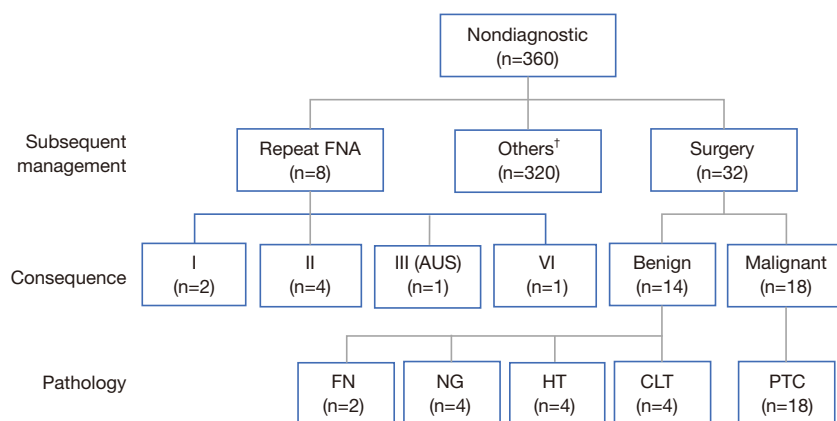 Nondiagnostic
(n=360)
Subsequent
management
Repeat FNA
(n=8)
Others†
(n=320)
Surgery
(n=32)
Consequence
I
(n=2)
II
(n=4)
III (AUS)
(n=1)
VI
(n=1)
Benign
(n=14)
Malignant
(n=18)
Pathology
FN
(n=2)
NG
(n=4)
HT
(n=4)
CLT
(n=4)
PTC
(n=18)